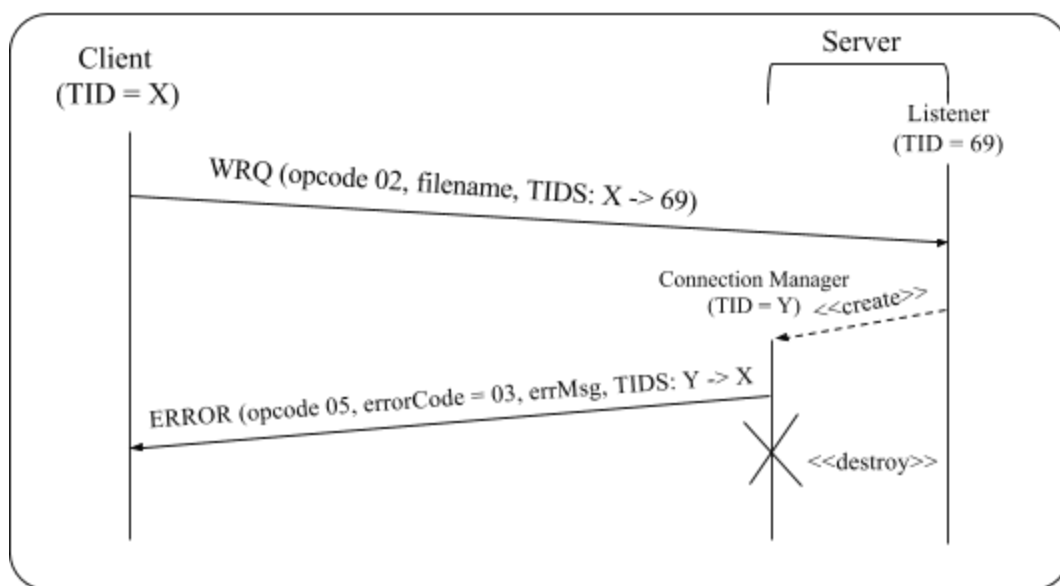 Server
Client
(TID = X)
Listener
(TID = 69)
WRQ (opcode 02, filename, TIDS: X -> 69)
Connection Manager
(TID = Y)
<<create>>
ERROR (opcode 05, errorCode = 03, errMsg, TIDS: Y -> X
<<destroy>>